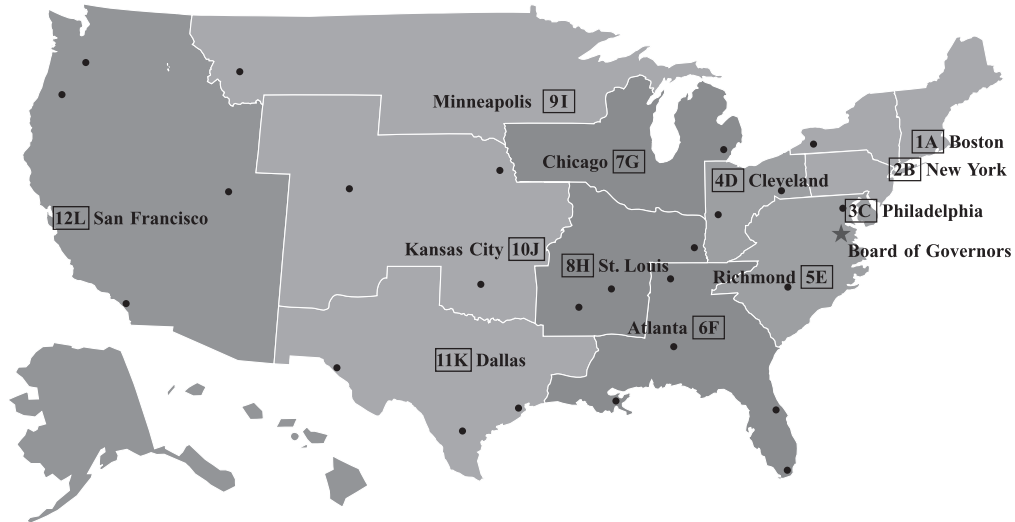 Minneapolis 9I
1A Boston
Chicago 7G
2B New York
4D Cleveland
12L San Francisco
3C Philadelphia
Kansas City 10J
Board of Governors
8H St. Louis
Richmond 5E
Atlanta 6F
11K Dallas